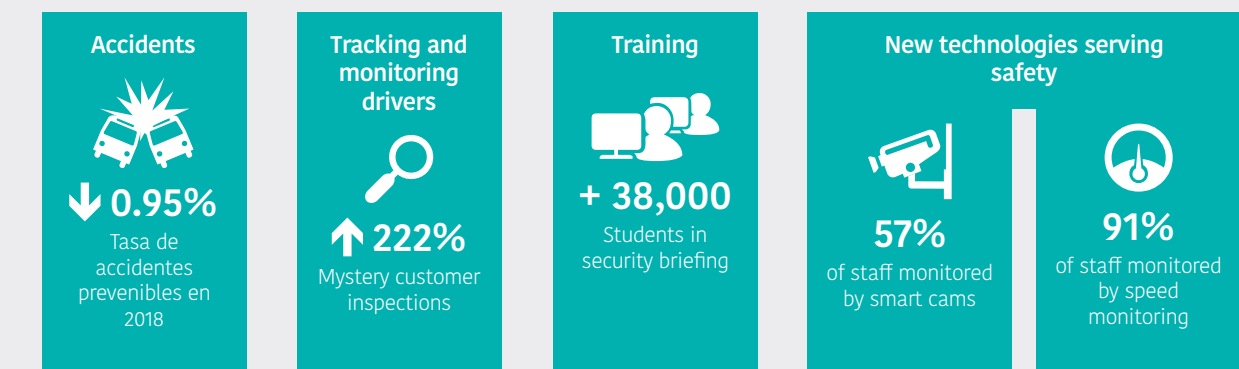 Accidents
0.95%
Tasa de
accidentes
prevenibles en
2018
Tracking and
monitoring
drivers
222%
Mystery customer
inspections
Training
+ 38,000
Students in
security briefing
New technologies serving
safety
57%
of staff monitored
by smart cams
91%
of staff monitored
by speed
monitoring